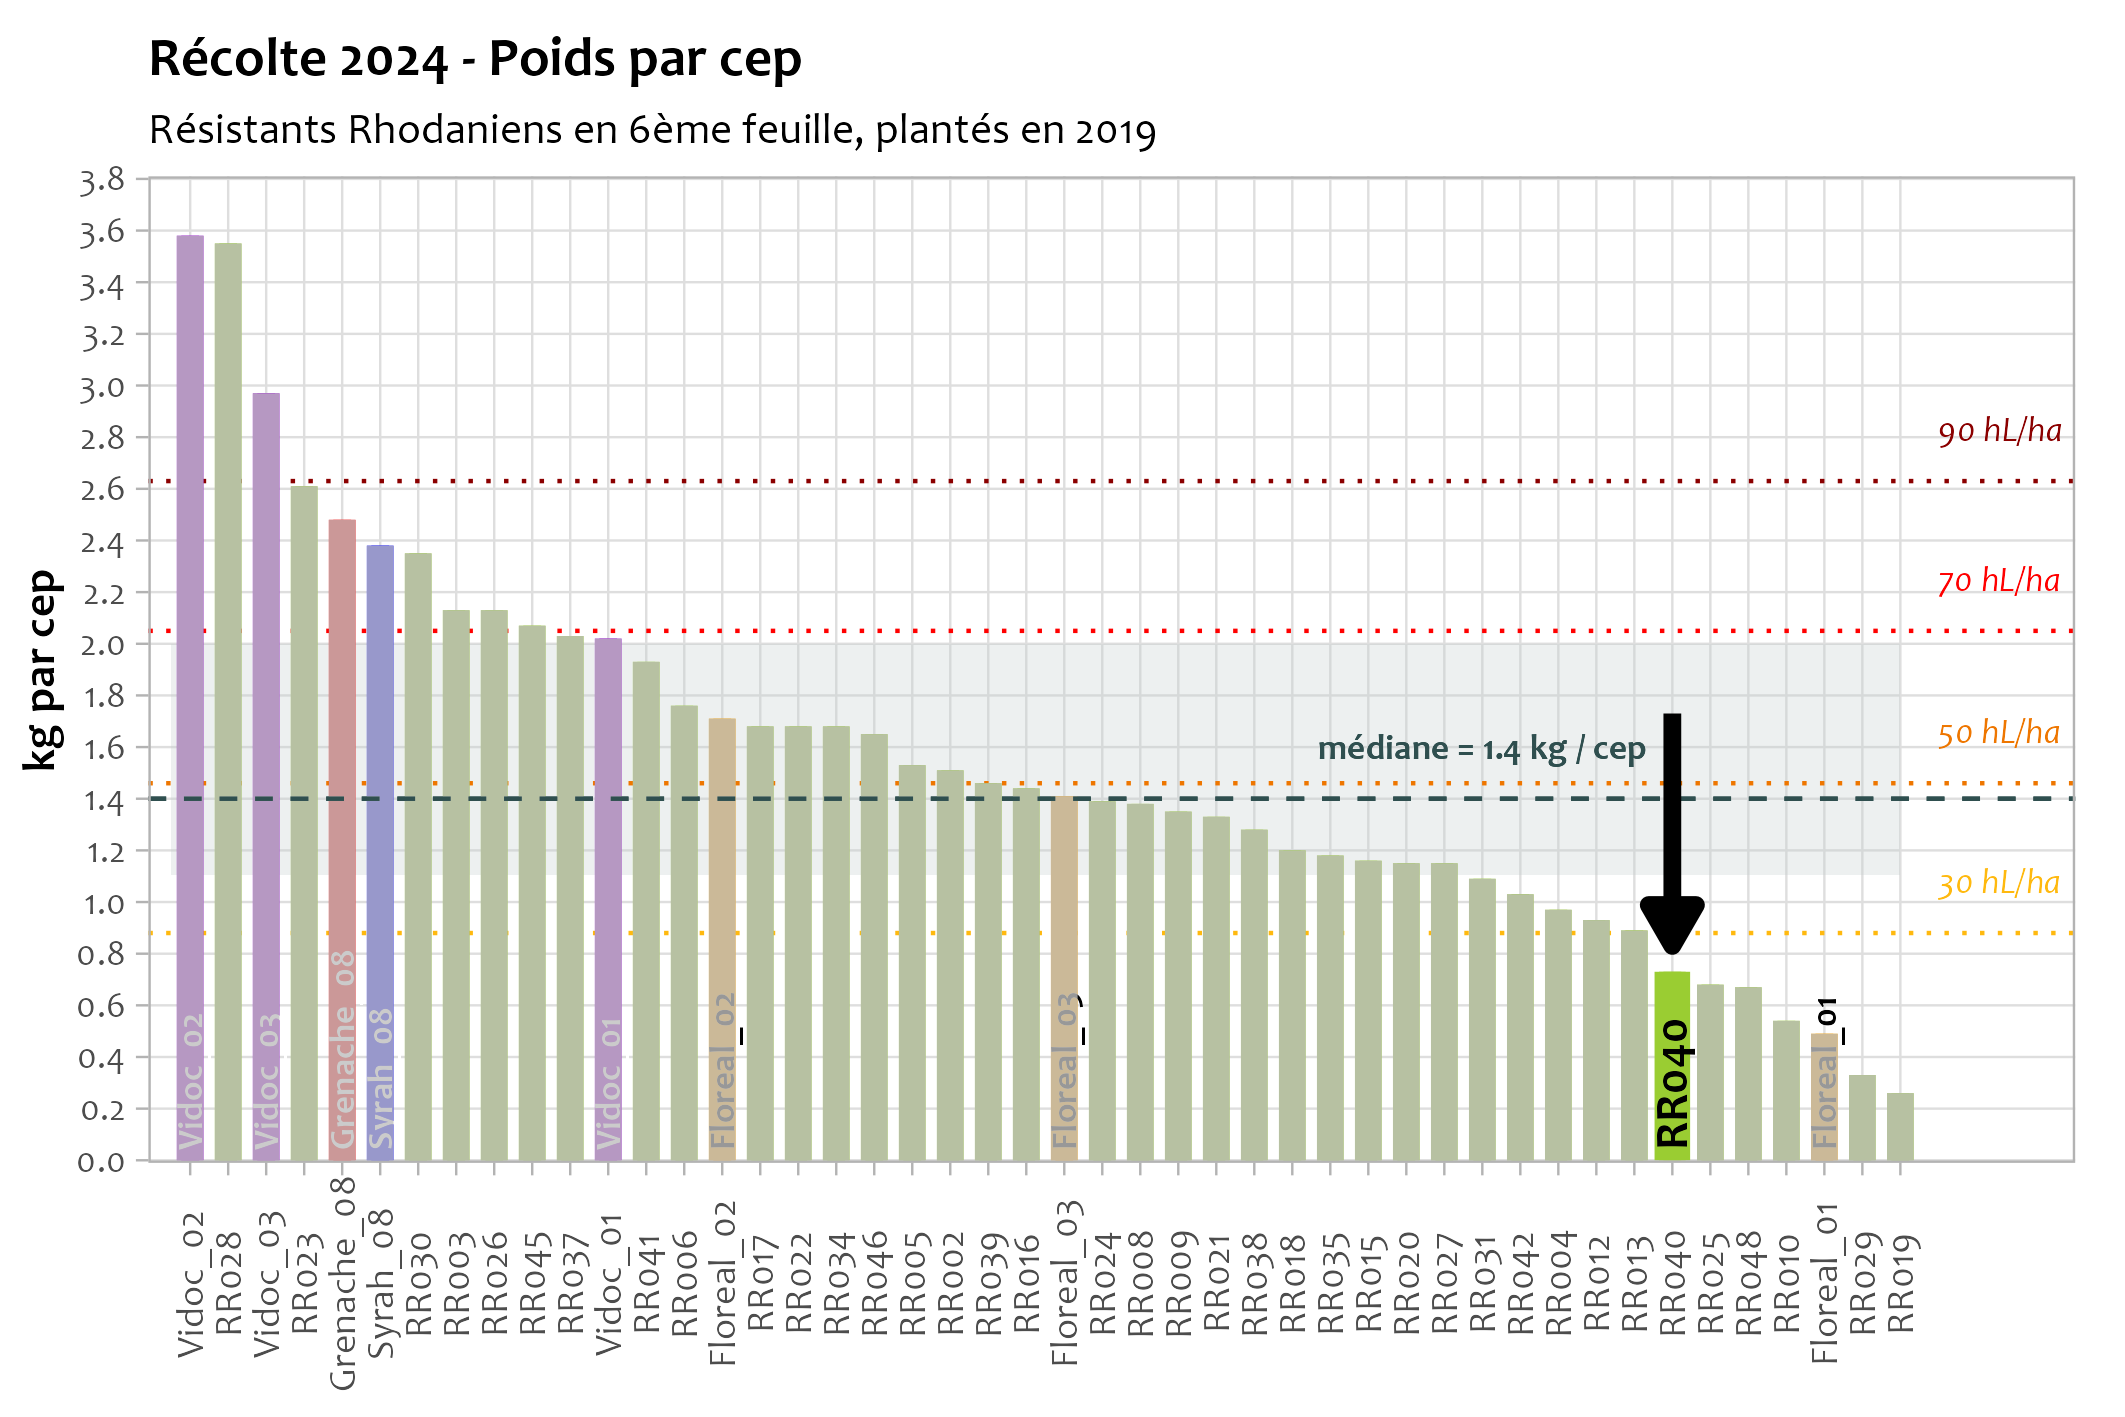 Récolte 2024 - Poids par cep
Résistants Rhodaniens en 6ème feuille, plantés en 2019
kg par cep
3.8
3.6
3.4
3.2
3.0
2.8
2.6
2.4
2.2
2.0
1.8
1.6
1.4
1.2
1.0
0.8
0.6
0.4
0.2
0.0
90 hL/ha
70 hL/ha
50 hL/ha
30 hL/ha
médiane = 1.4 kg / cep
Vidoc_02
Vidoc_03
Grenache_08
Syrah_08
Vidoc_01
Floreal_02
Floreal_03
RR040
Floreal_01
Vidoc_02
RR028
Vidoc_03
RR023
Grenache_08
Syrah_08
RR030
RR003
RR026
RR045
RR037
Vidoc_01
RR041
RR006
Floreal_02
RR017
RR022
RR034
RR046
RR005
RR002
RR039
RR016
Floreal_03
RR024
RR008
RR009
RR021
RR038
RR018
RR035
RR015
RR020
RR027
RR031
RR042
RR004
RR012
RR013
RR040
RR025
RR048
RR010
Floreal_01
RR029
RR019